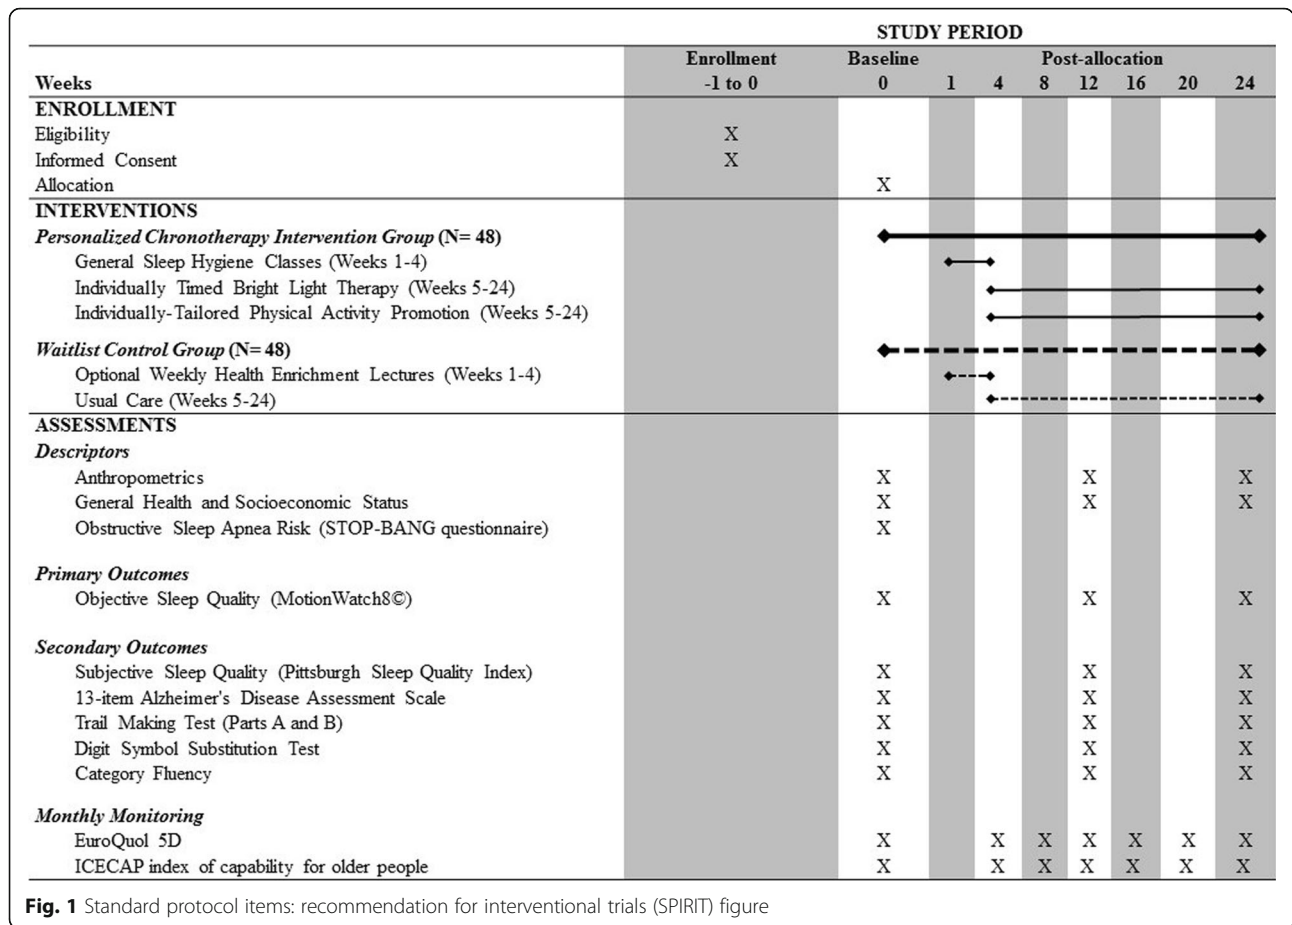 STUDY PERIOD
Enrollment Baseline Post-allocation
Weeks -1 to 0 0 1 4 8 12 16 20 24
ENROLLMENT
Eligibility X
Informed Consent X
Allocation X
INTERVENTIONS
Personalized Chronotherapy Intervention Group (N= 48)
General Sleep Hygiene Classes (Weeks 1-4)
Individually Timed Bright Light Therapy (Weeks 5-24)
Individually-Tailored Physical Activity Promotion (Weeks 5-24)
Waitlist Control Group (N= 48)
Optional Weekly Health Enrichment Lectures (Weeks 1-4)
Usual Care (Weeks 5-24)
ASSESSMENTS
Descriptors
Anthropometrics X X X
General Health and Socioeconomic Status X X X
Obstructive Sleep Apnea Risk (STOP-BANG questionnaire) X
Primary Outcomes
Objective Sleep Quality (MotionWatch8©) X X X
Secondary Outcomes
Subjective Sleep Quality (Pittsburgh Sleep Quality Index) X X X
13-item Alzheimer's Disease Assessment Scale X X X
Trail Making Test (Parts A and B) X X X
Digit Symbol Substitution Test X X X
Category Fluency X X X
Monthly Monitoring
EuroQuol 5D X X X X X X X
ICECAP index of capability for older people X X X X X X X
Fig. 1 Standard protocol items: recommendation for interventional trials (SPIRIT) figure